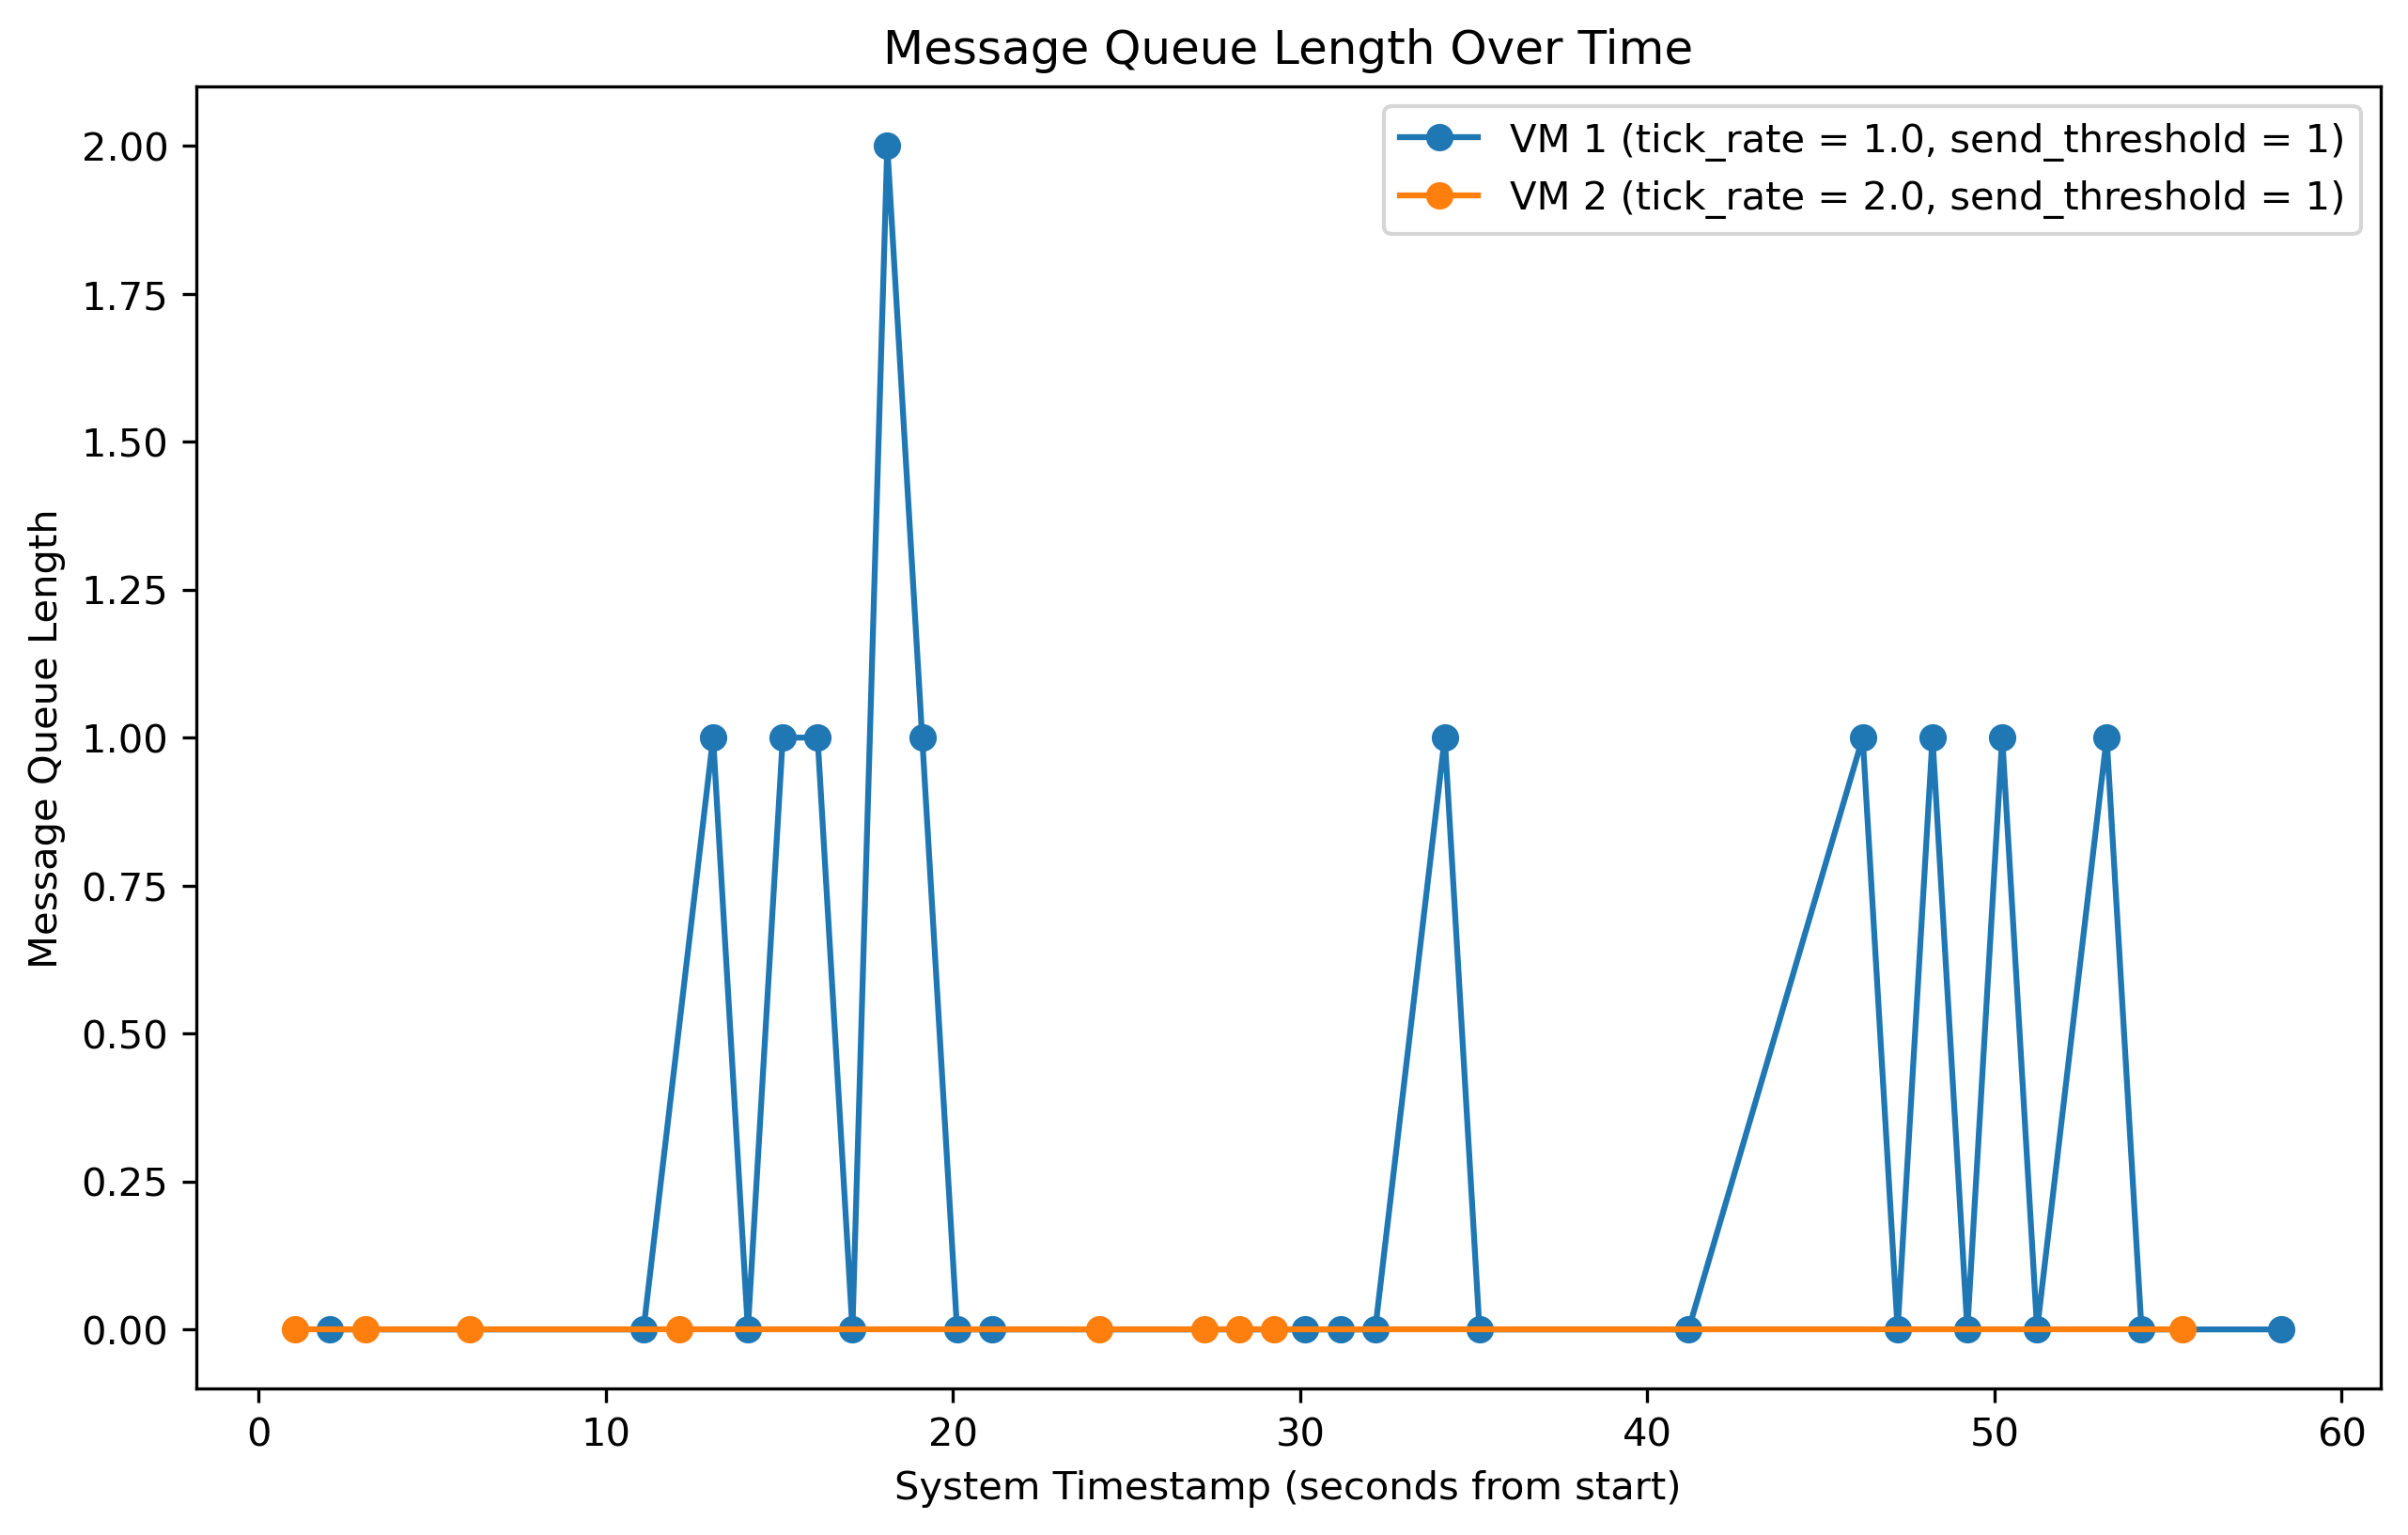 Message Queue Length Over Time
VM 1 (tick_rate = 1.0, send_threshold = 1)
VM 2 (tick_rate = 2.0, send_threshold = 1)
Message Queue Length
2.00
1.75
1.50
1.25
1.00
0.75
0.50
0.25
0.00
0 10 20 30 40 50 60
System Timestamp (seconds from start)